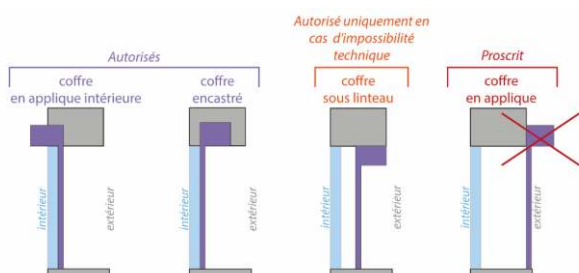 Autorisés
coffre
en applique intérieure
coffre
encastré
Autorisé uniquement en
cas d'impossibilité
technique
coffre
sous linteau
Proscrit
coffre
en applique
intérieur
extérieur
intérieur
extérieur
intérieur
extérieur
intérieur
extérieur